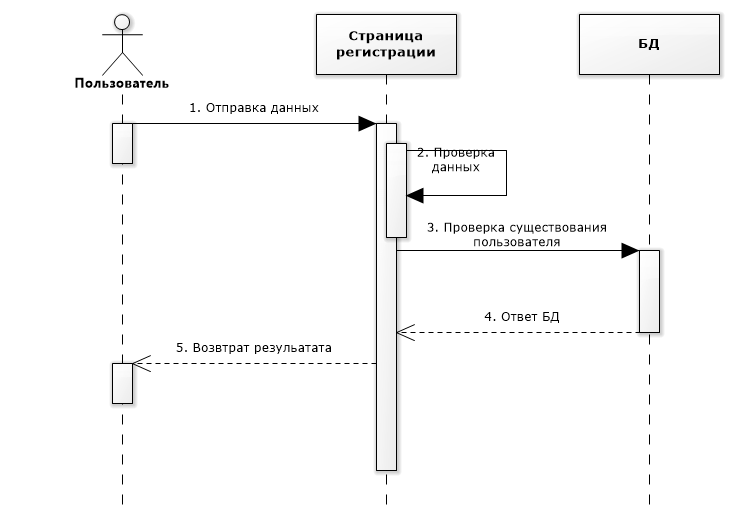 Страница
регистрации
БД
Пользователь
1. Отправка данных
2. Проверка
данных
3. Проверка существования
пользователя
4. Ответ БД
5. Возвтрат резульатата